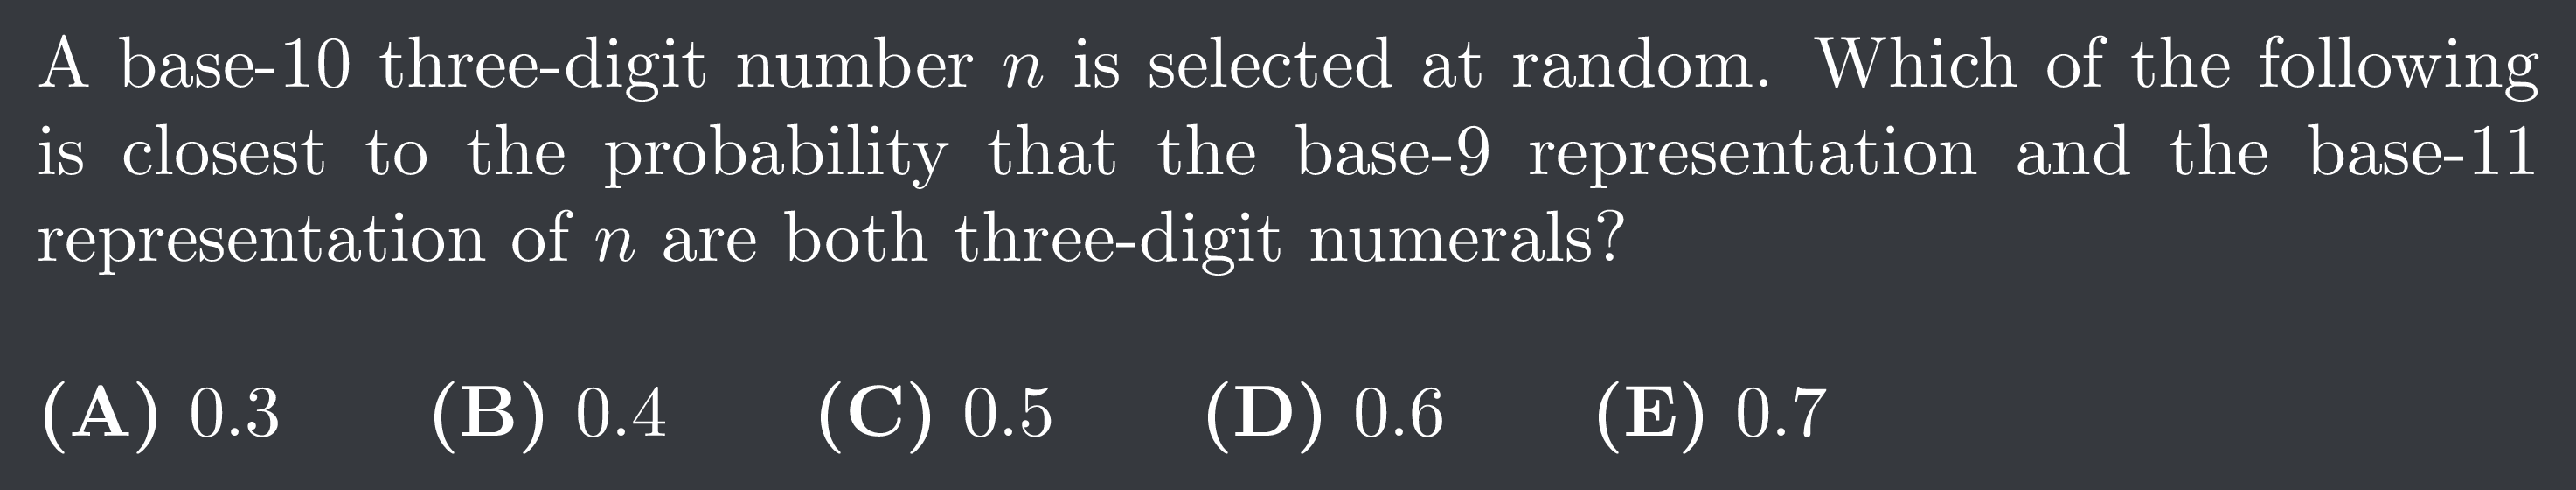 A base-10 three-digit number n is selected at random. Which of the following
is closest to the probability that the base-9 representation and the base-11
representation of n are both three-digit numerals?
(A) 0.3 (B) 0.4 (C) 0.5 (D) 0.6 (E) 0.7